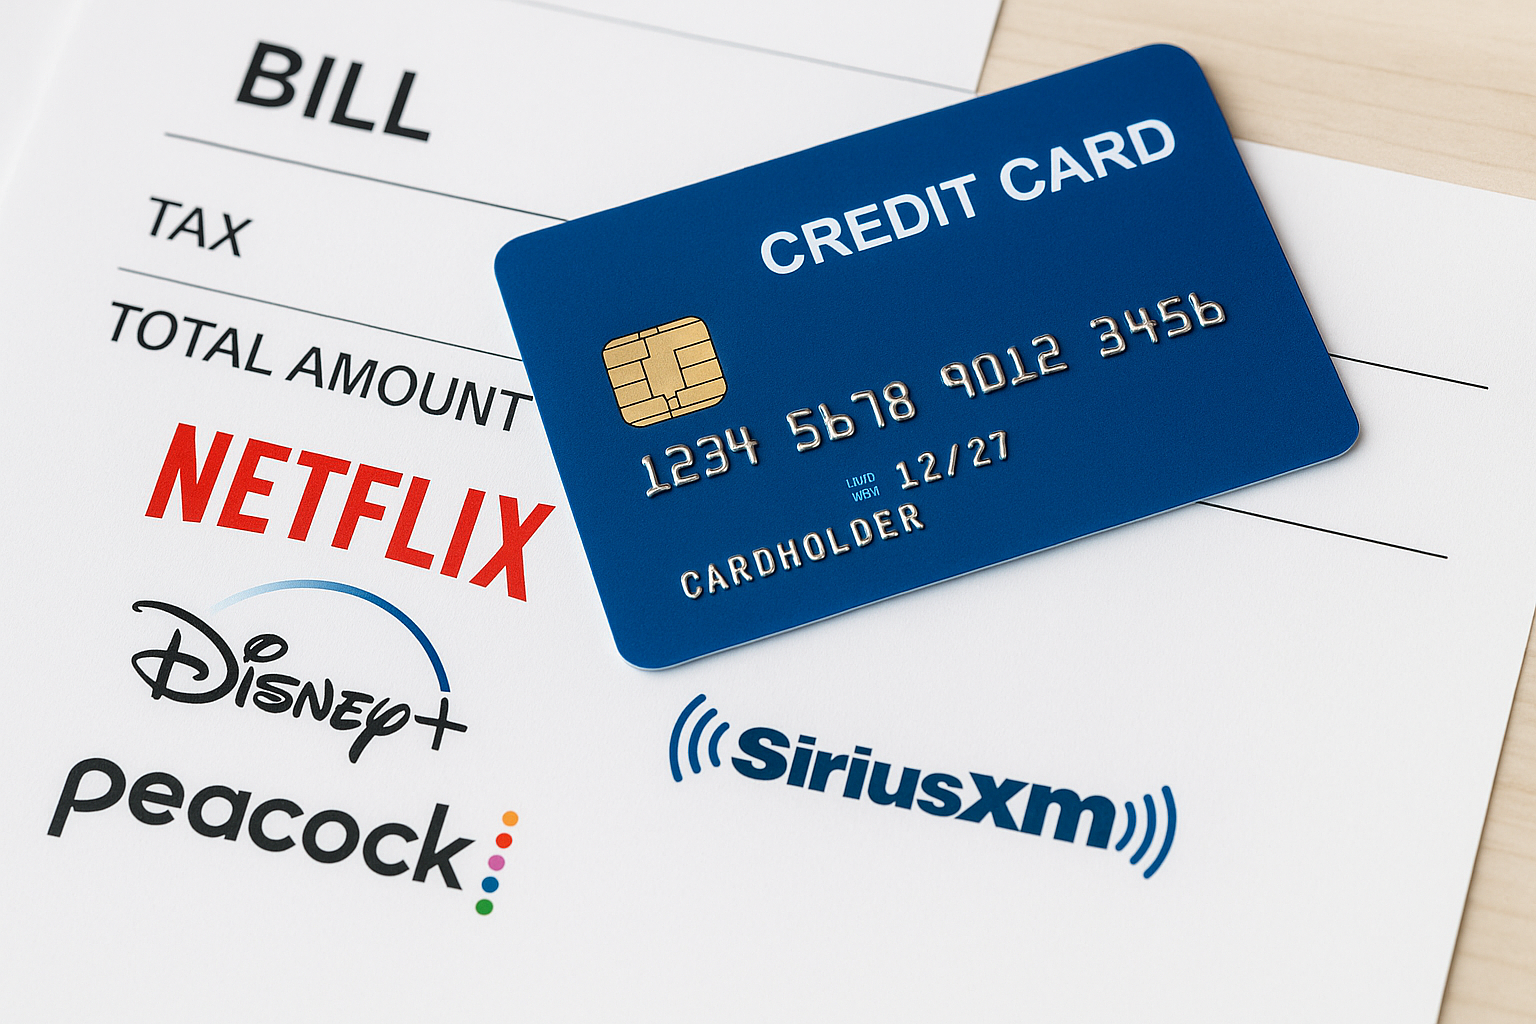 BILL
TAX
TOTAL AMOUNT
CREDIT CARD
1234 5678 9012 3456
12/27
CARDHOLDER
NETFLIX
Disney+
peacock
SiriusXM